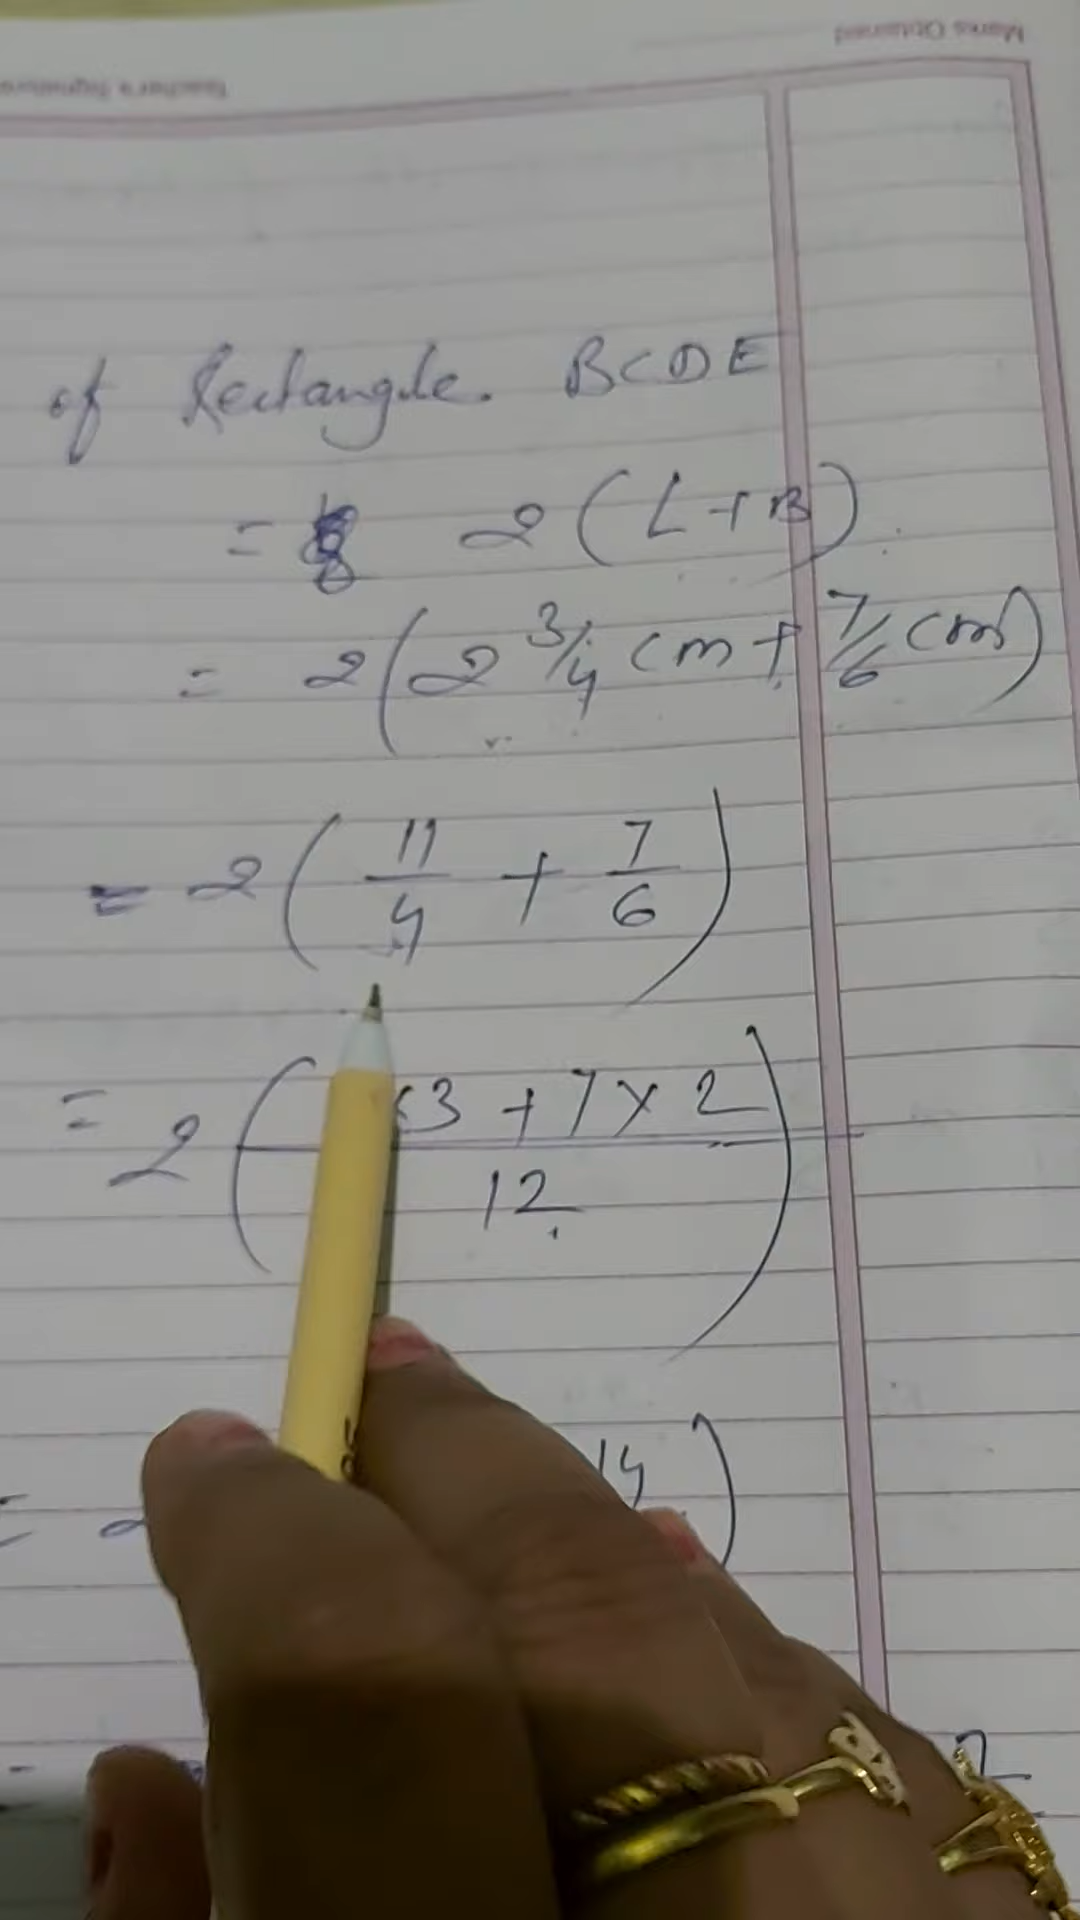 Marks Obtained
Teacher's Signature
of Rectangle. BCDE
= 2 (L+B)
= 2 (2 3/4 cm + 7/6 cm)
= 2 ( 11/4 + 7/6 )
= 2 ( ×3 + 7 × 2 / 12 )
14 )